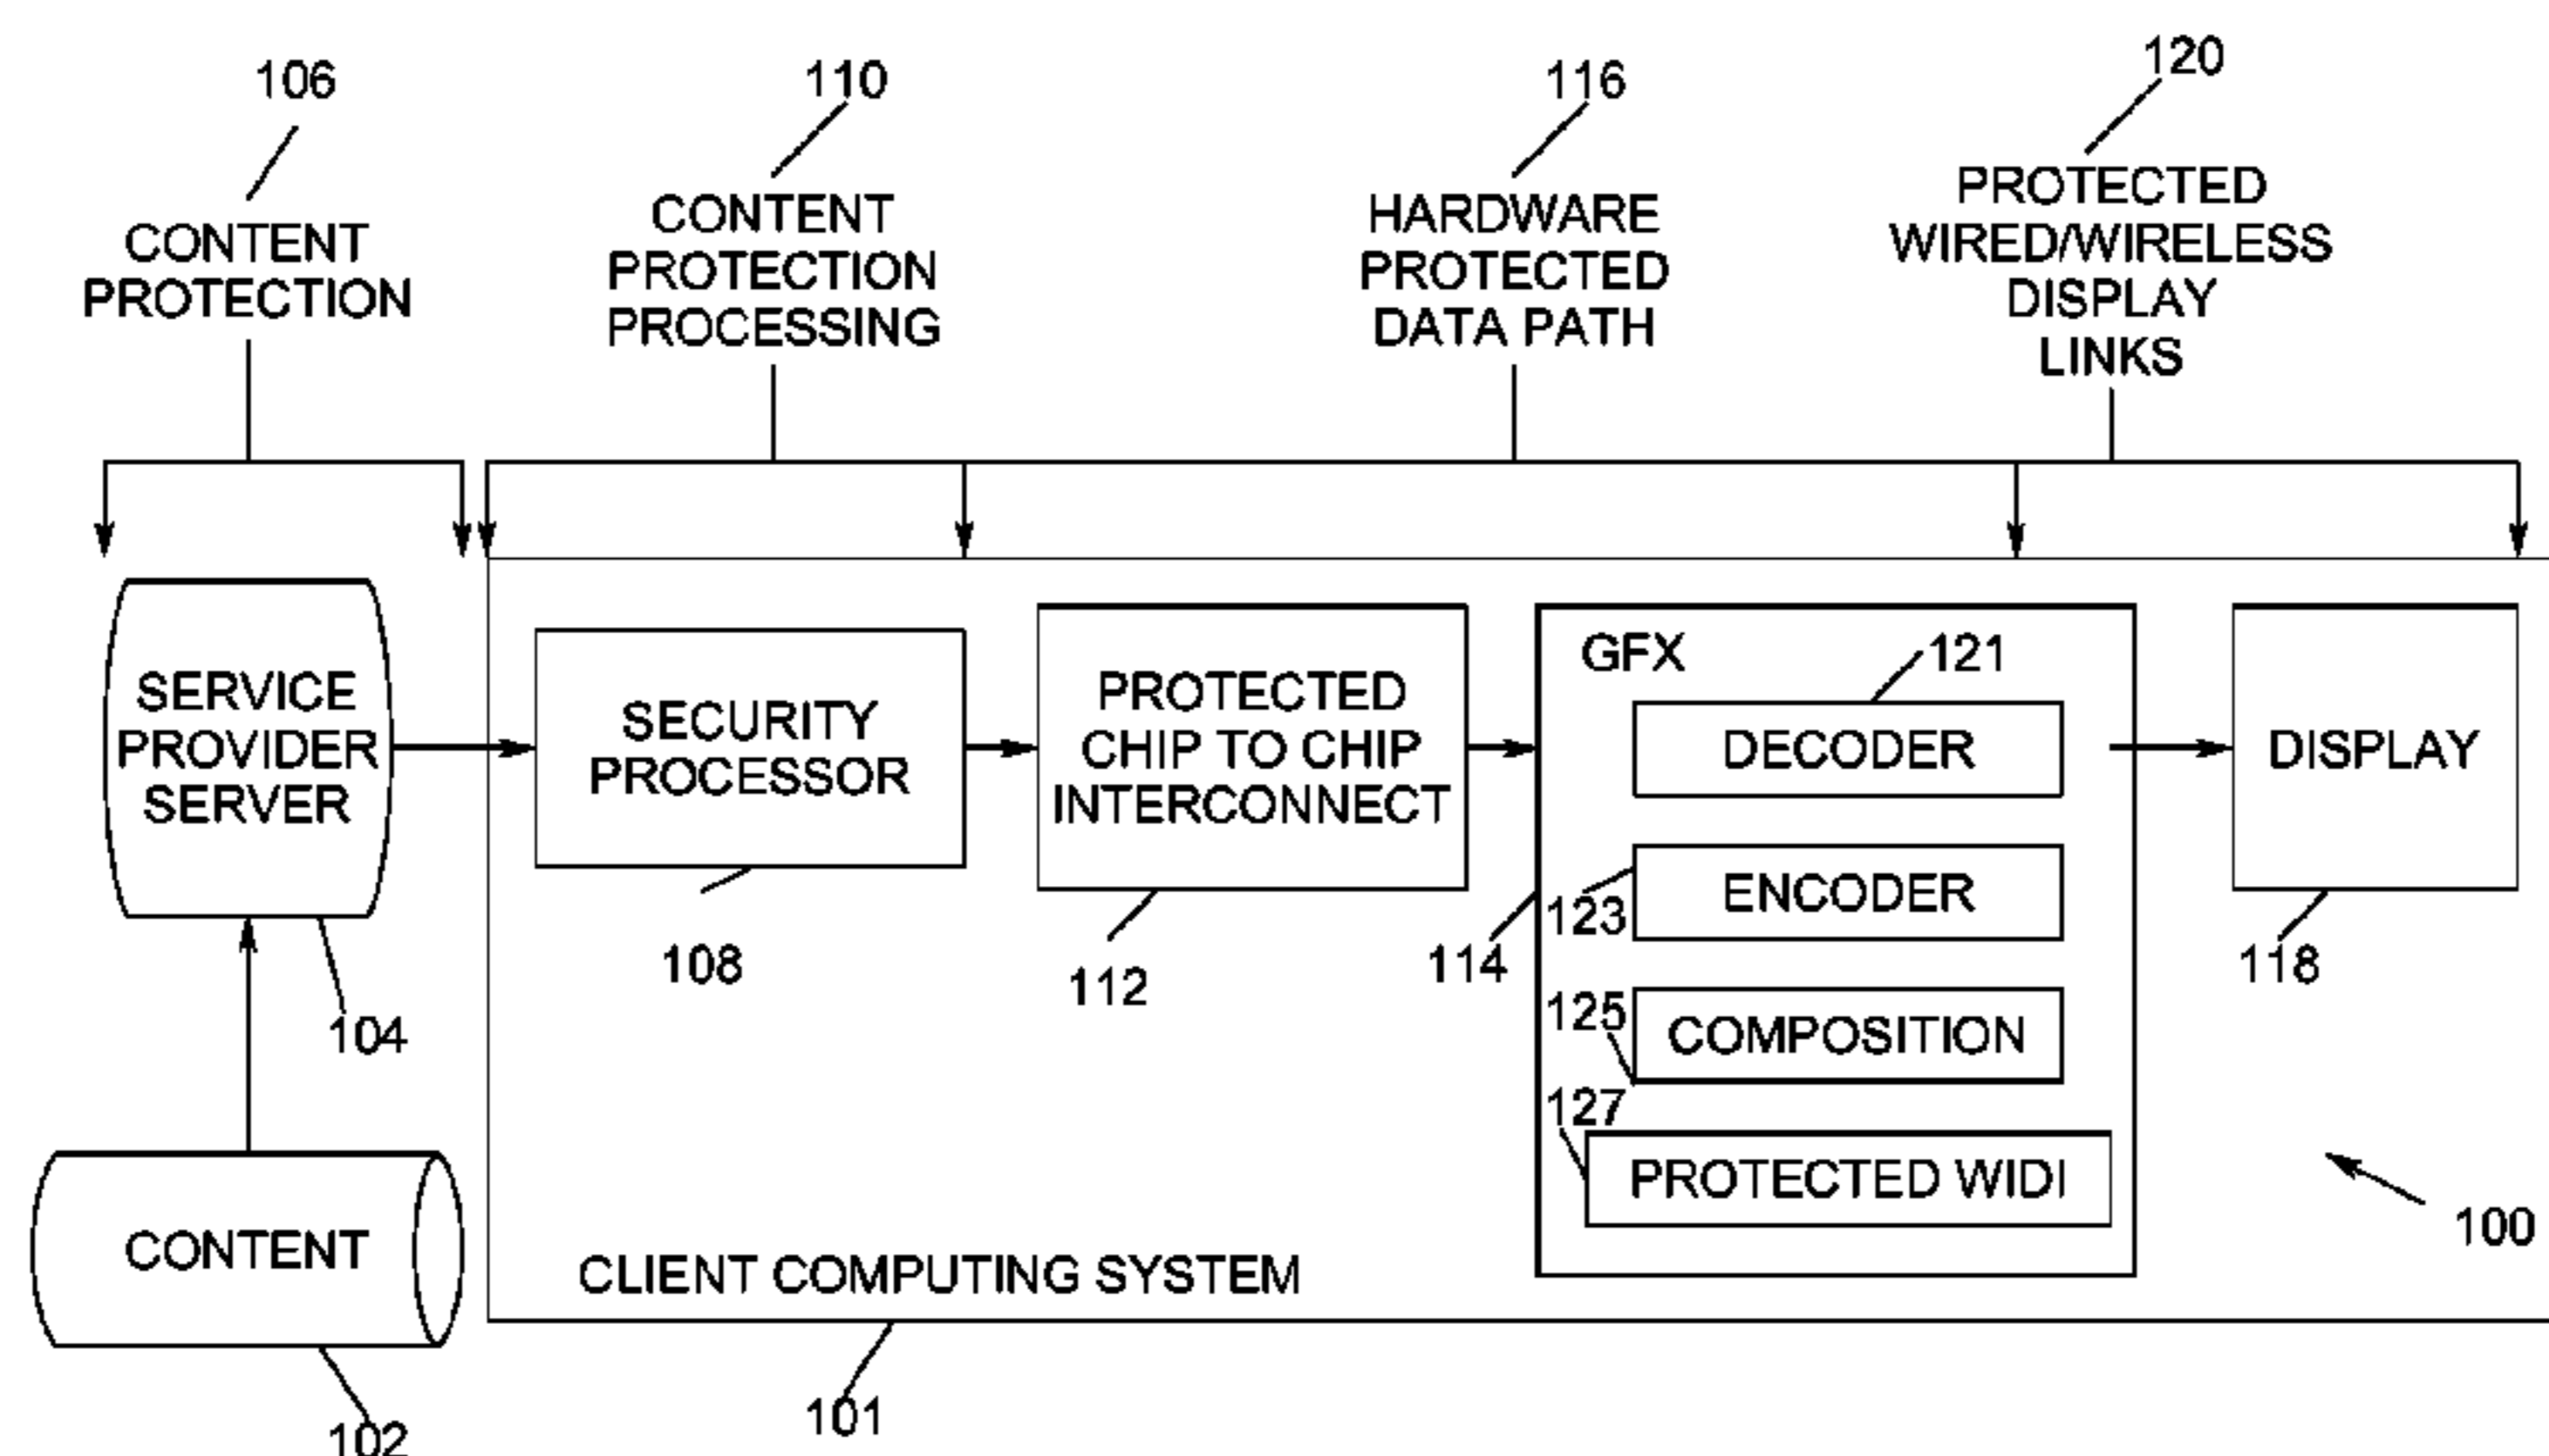 106
110
116
120
CONTENT
PROTECTION
CONTENT
PROTECTION
PROCESSING
HARDWARE
PROTECTED
DATA PATH
PROTECTED
WIRED/WIRELESS
DISPLAY
LINKS
SERVICE
PROVIDER
SERVER
104
CONTENT
102
SECURITY
PROCESSOR
108
PROTECTED
CHIP TO CHIP
INTERCONNECT
112
GFX
121
DECODER
ENCODER
123
114
125
COMPOSITION
127
PROTECTED WIDI
DISPLAY
118
100
CLIENT COMPUTING SYSTEM
101